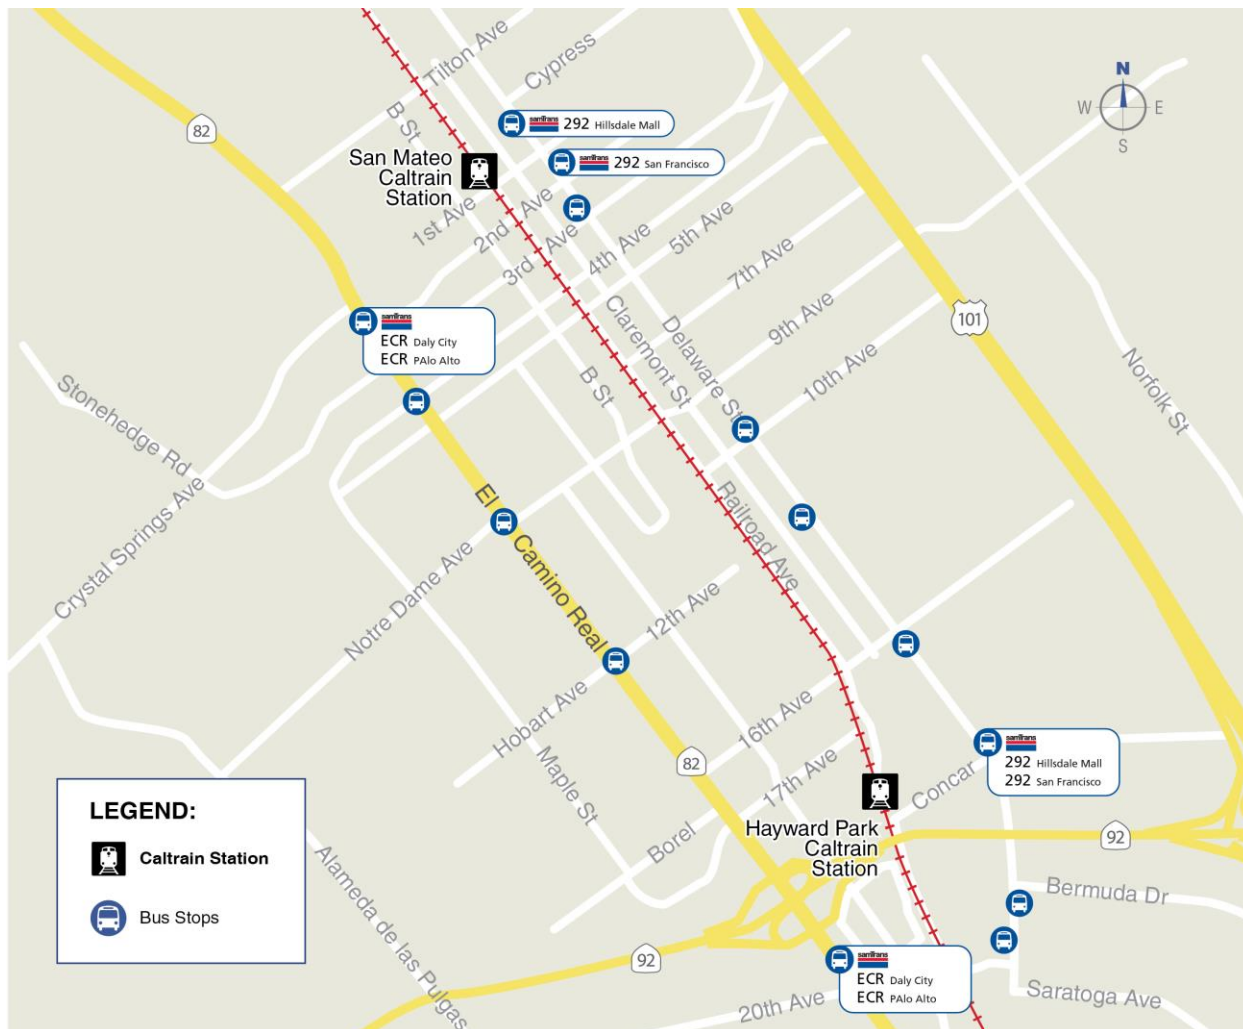 Tilton Ave
Cypress
N
W
E
S
82
B St
samTrans 292 Hillsdale Mall
San Mateo
Caltrain
Station
samTrans 292 San Francisco
1st Ave
2nd Ave
3rd Ave
4th Ave
5th Ave
7th Ave
9th Ave
10th Ave
101
samTrans
ECR Daly City
ECR PAlo Alto
Claremont St
Delaware St
B St
Norfolk St
Stonehedge Rd
Crystal Springs Ave
El Camino Real
Railroad Ave
Notre Dame Ave
12th Ave
Hobart Ave
16th Ave
17th Ave
Maple St
82
samTrans
292 Hillsdale Mall
292 San Francisco
Concar
Borel
Hayward Park
Caltrain
Station
92
LEGEND:
Caltrain Station
Bus Stops
Alameda de las Pulgas
Bermuda Dr
92
samTrans
ECR Daly City
ECR PAlo Alto
20th Ave
Saratoga Ave